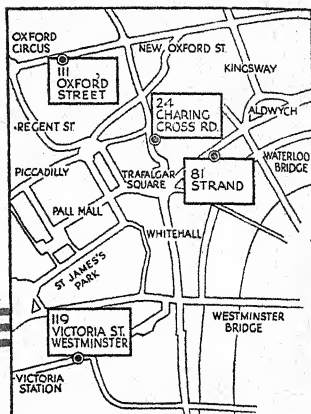 OXFORD
CIRCUS
NEW OXFORD ST.
111
OXFORD
STREET
KINGSWAY
24
CHARING
CROSS RD.
ALDWYCH
REGENT ST.
PICCADILLY
TRAFALGAR
SQUARE
81
STRAND
WATERLOO
BRIDGE
PALL MALL
WHITEHALL
ST JAMES'S
PARK
119
VICTORIA ST.
WESTMINSTER
WESTMINSTER
BRIDGE
VICTORIA
STATION